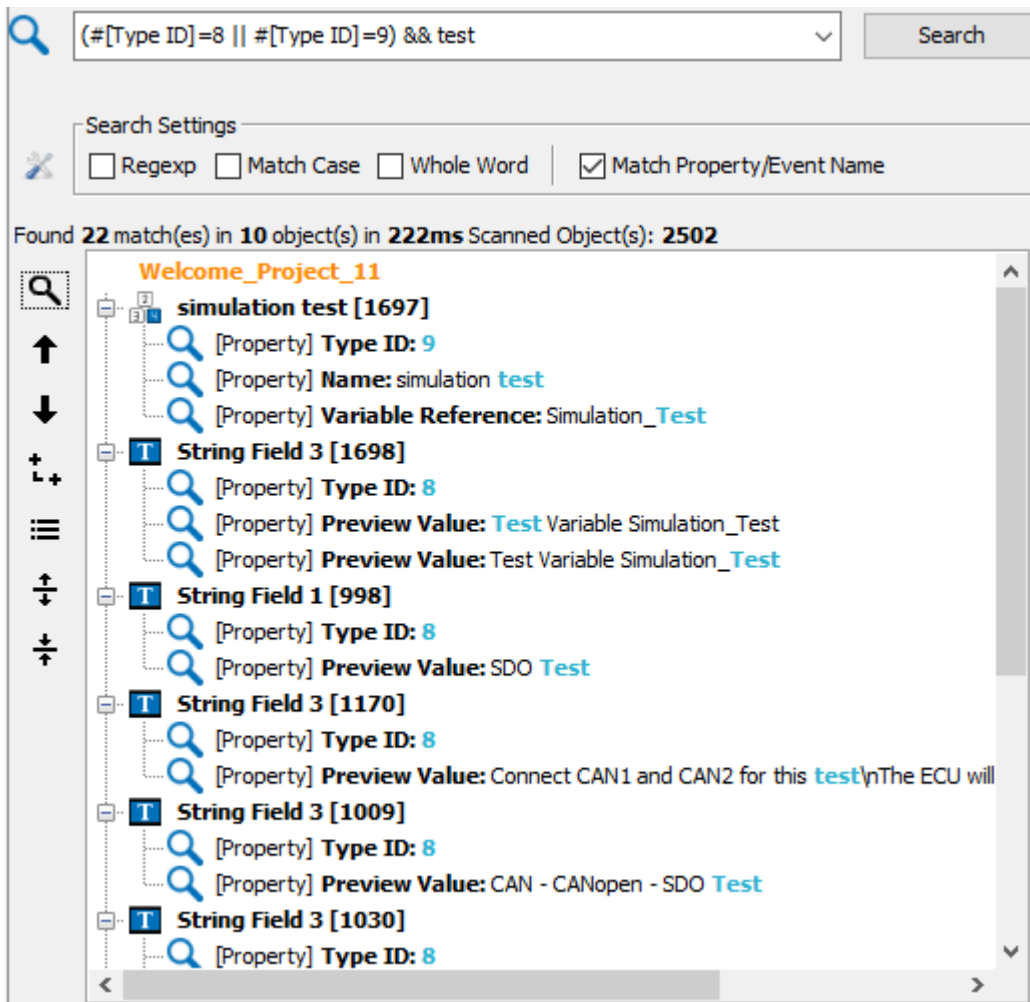 (#[Type ID]=8 || #[Type ID]=9) && test
Search
Search Settings
Regexp Match Case Whole Word Match Property/Event Name
Found 22 match(es) in 10 object(s) in 222ms Scanned Object(s): 2502
Welcome_Project_11
simulation test [1697]
[Property] Type ID: 9
[Property] Name: simulation test
[Property] Variable Reference: Simulation_Test
T String Field 3 [1698]
[Property] Type ID: 8
[Property] Preview Value: Test Variable Simulation_Test
[Property] Preview Value: Test Variable Simulation_Test
T String Field 1 [998]
[Property] Type ID: 8
[Property] Preview Value: SDO Test
T String Field 3 [1170]
[Property] Type ID: 8
[Property] Preview Value: Connect CAN1 and CAN2 for this test\nThe ECU will
T String Field 3 [1009]
[Property] Type ID: 8
[Property] Preview Value: CAN - CANopen - SDO Test
T String Field 3 [1030]
[Property] Type ID: 8